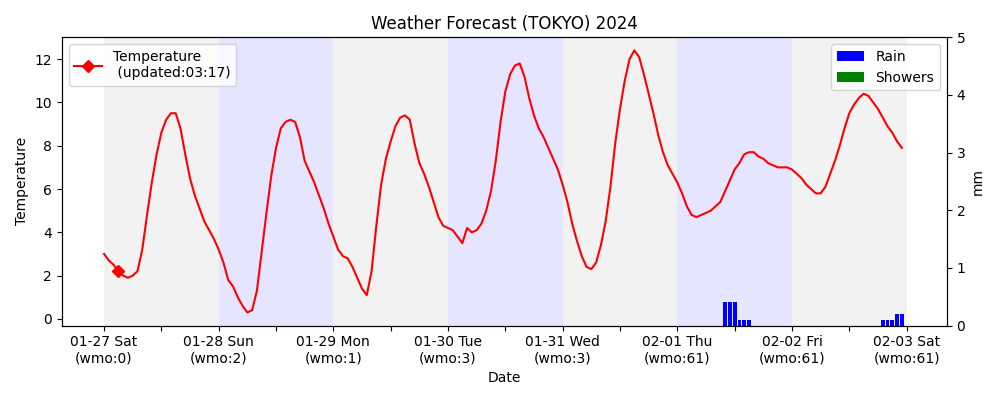 Weather Forecast (TOKYO) 2024
Temperature
(updated:03:17)
Rain
Showers
Temperature
12
10
8
6
4
2
0
5
4
3
2
1
0
mm
01-27 Sat 01-28 Sun 01-29 Mon 01-30 Tue 01-31 Wed 02-01 Thu 02-02 Fri 02-03 Sat
(wmo:0) (wmo:2) (wmo:1) (wmo:3) (wmo:3) (wmo:61) (wmo:61) (wmo:61)
Date